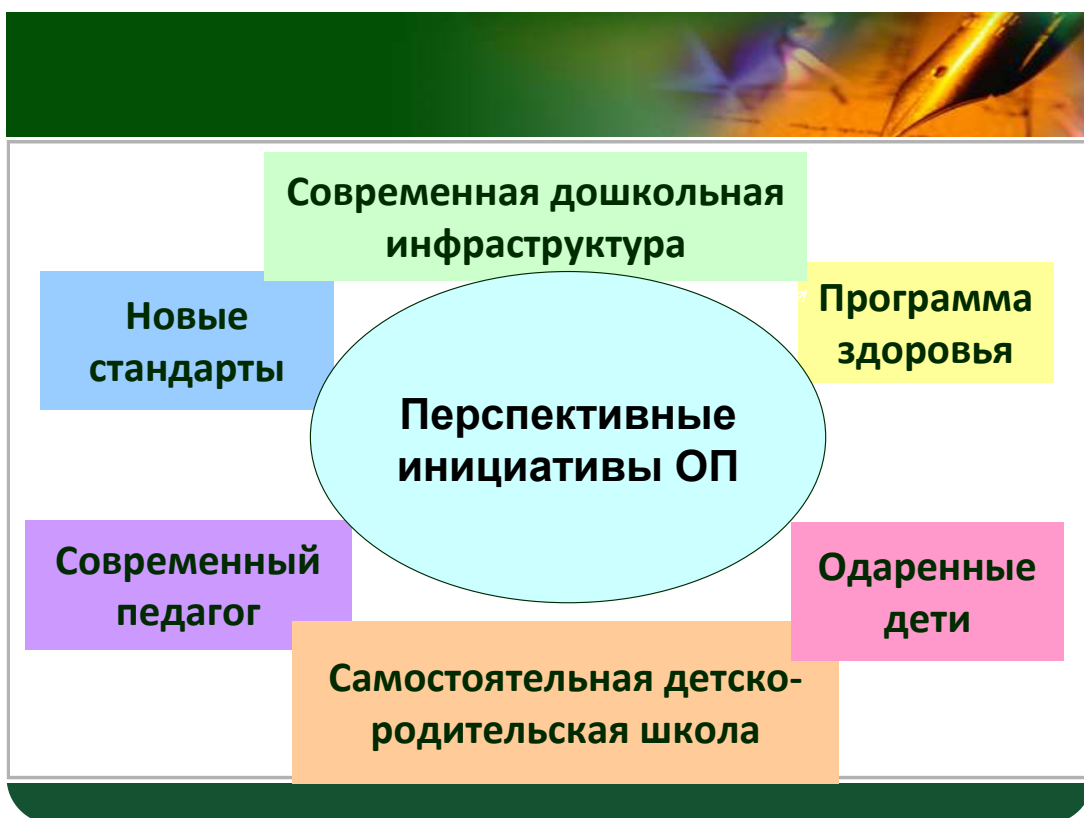 Современная дошкольная
инфраструктура
Новые
стандарты
Программа
здоровья
Перспективные
инициативы ОП
Современный
педагог
Одаренные
дети
Самостоятельная детско-
родительская школа